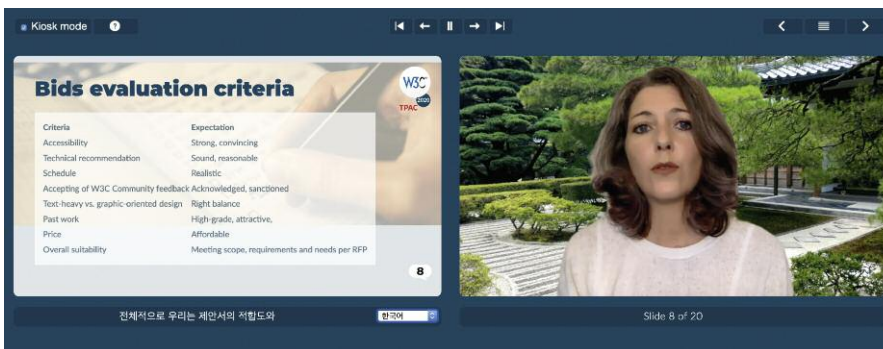 Kiosk mode ?
Bids evaluation criteria
W3C
TPAC 2020
Criteria Expectation
Accessibility Strong, convincing
Technical recommendation Sound, reasonable
Schedule Realistic
Accepting of W3C Community feedback Acknowledged, sanctioned
Text-heavy vs. graphic-oriented design Right balance
Past work High-grade, attractive,
Price Affordable
Overall suitability Meeting scope, requirements and needs per RFP
8
전체적으로 우리는 제안서의 적합도와
한국어
Slide 8 of 20